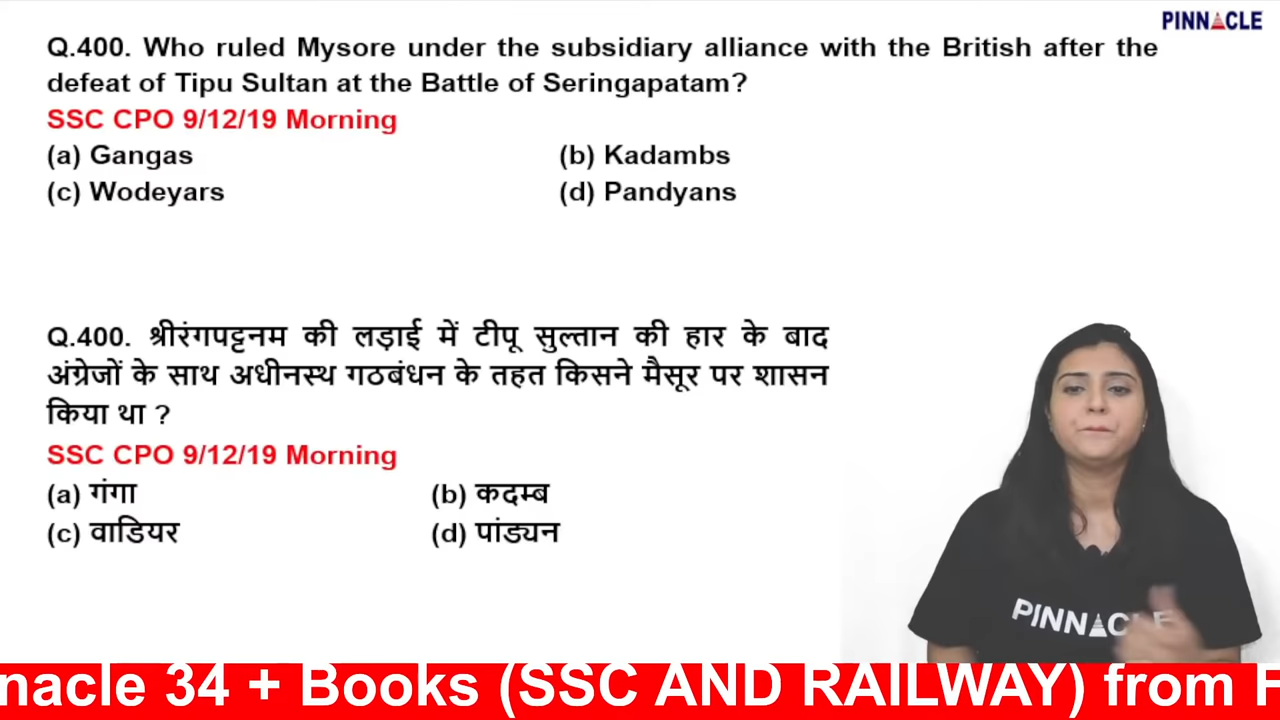 PINNACLE
Q.400. Who ruled Mysore under the subsidiary alliance with the British after the
defeat of Tipu Sultan at the Battle of Seringapatam?
SSC CPO 9/12/19 Morning
(a) Gangas (b) Kadambs
(c) Wodeyars (d) Pandyans
Q.400. श्रीरंगपट्टनम की लड़ाई में टीपू सुल्तान की हार के बाद
अंग्रेजों के साथ अधीनस्थ गठबंधन के तहत किसने मैसूर पर शासन
किया था ?
SSC CPO 9/12/19 Morning
(a) गंगा (b) कदम्ब
(c) वाडियर (d) पांड्यन
PINNACLE
nacle 34 + Books (SSC AND RAILWAY) from